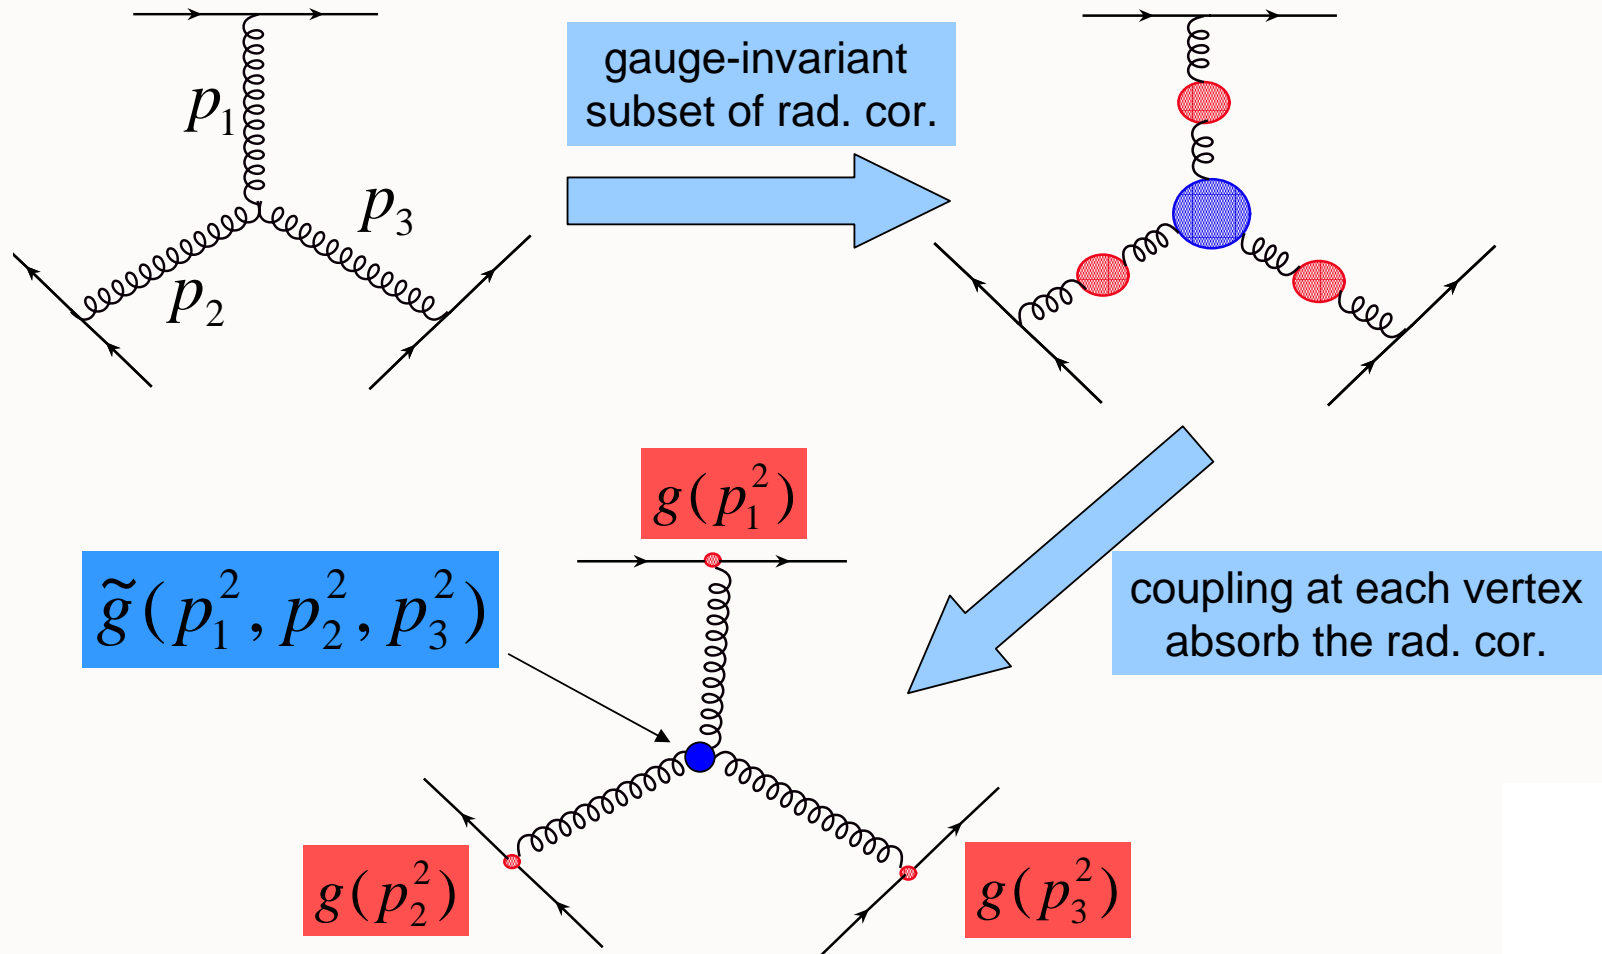 gauge-invariant
subset of rad. cor.
p₁
p₃
p₂
g(p₁²)
g̃(p₁², p₂², p₃²)
coupling at each vertex
absorb the rad. cor.
g(p₂²)
g(p₃²)